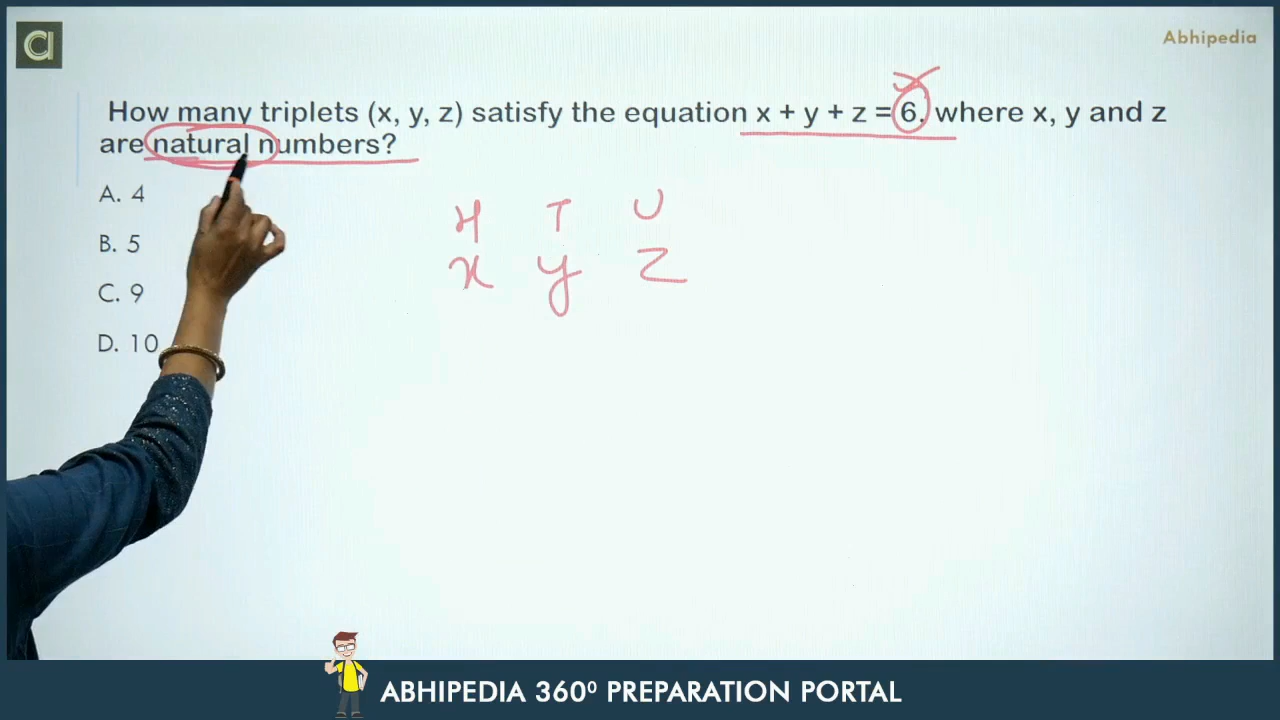 Abhipedia
How many triplets (x, y, z) satisfy the equation x + y + z = 6, where x, y and z
are natural numbers?
A. 4
B. 5
C. 9
D. 10
H T U
x y z
ABHIPEDIA 360⁰ PREPARATION PORTAL